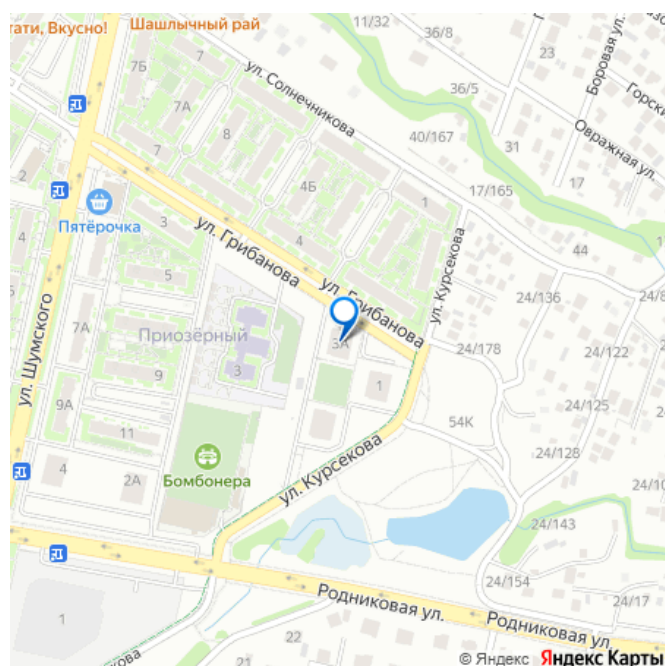 тати, Вкусно!
Шашлычный рай
11/32
36/8
23
7Б
7А
ул. Солнечникова
36/5
Боровая ул.
Горски
8
7
40/167
31
Овражная ул.
2
4Б
17/165
17
Пятёрочка
3
1
ул. Грибанова
4
44
5
ул. Грибанова
ул. Курсекова
24/136
24/8
ул. Шумского
7А
Приозёрный
3А
24/178
24/122
9
3
1
9А
24/125
11
54К
4
2А
Бомбонера
ул. Курсекова
24/128
24/10
24/143
24/154
24/17
1
Родниковая ул.
22
Родниковая ул.
21
кова
© Яндекс Яндекс Карты